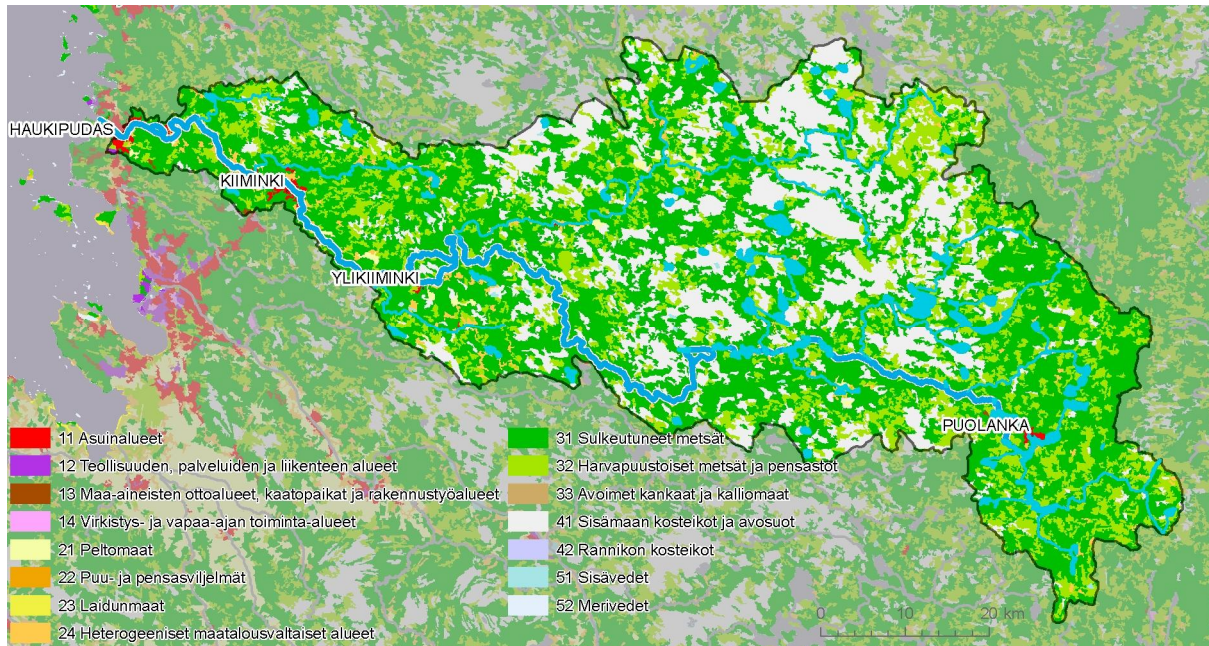 HAUKIPUDAS
KIIMINKI
YLIKIIMINKI
PUOLANKA
11 Asuinalueet
12 Teollisuuden, palveluiden ja liikenteen alueet
13 Maa-aineisten ottoalueet, kaatopaikat ja rakennustyöalueet
14 Virkistys- ja vapaa-ajan toiminta-alueet
21 Peltomaat
22 Puu- ja pensasviljelmät
23 Laidunmaat
24 Heterogeeniset maatalousvaltaiset alueet
31 Sulkeutuneet metsät
32 Harvapuustoiset metsät ja pensastot
33 Avoimet kankaat ja kalliomaat
41 Sisämaan kosteikot ja avosuot
42 Rannikon kosteikot
51 Sisävedet
52 Merivedet
0 10 20 km